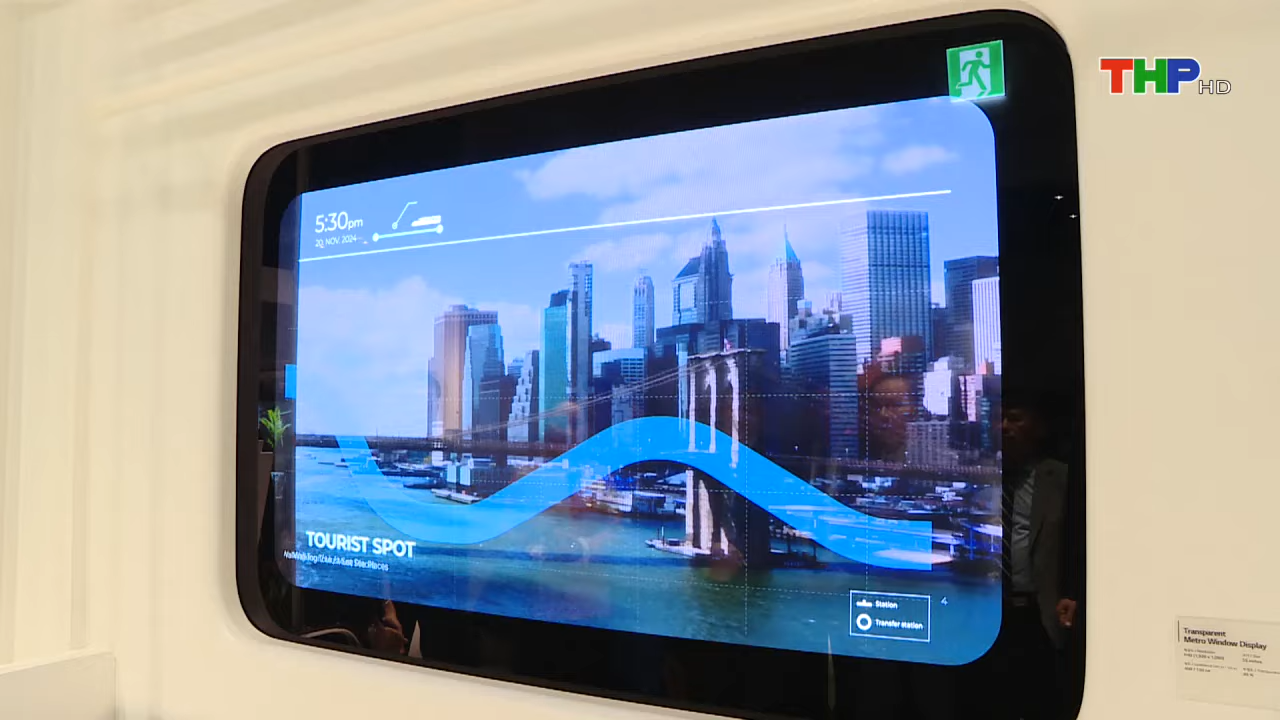 THP HD
5:30pm
20. NOV. 2024
TOURIST SPOT
Station
Transfer station
4
Transparent
Metro Window Display